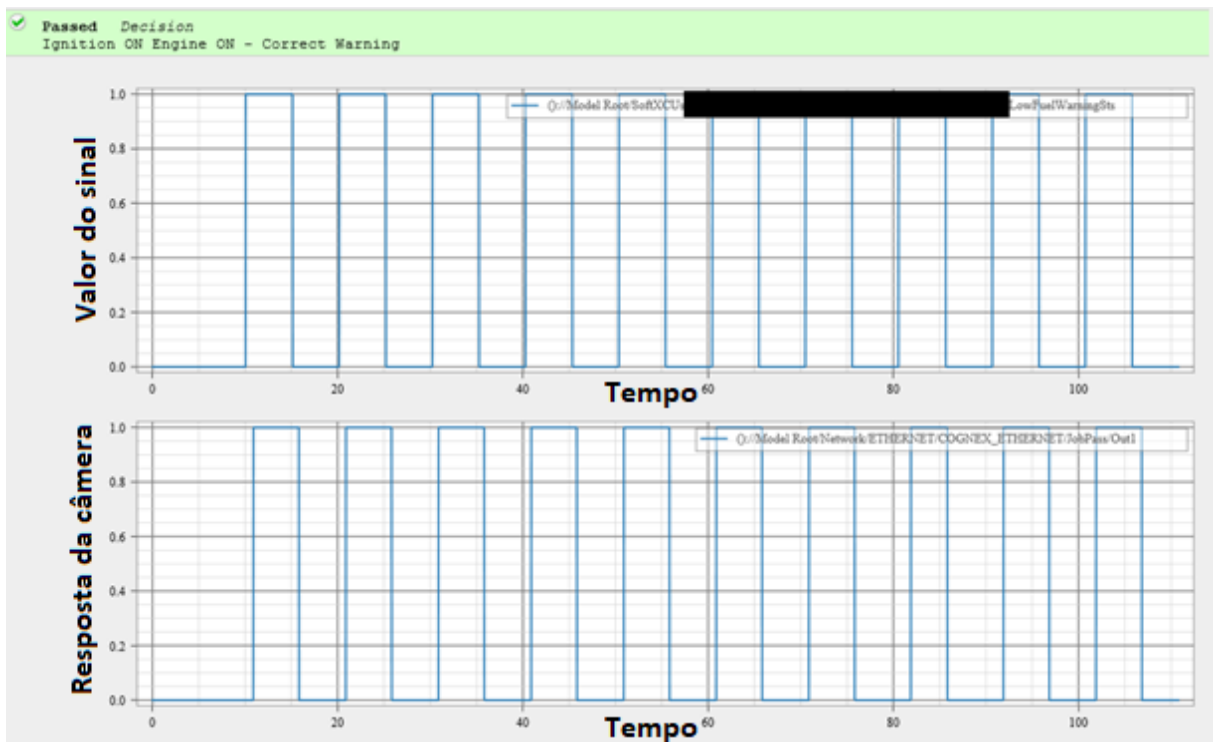 Passed Decision
Ignition ON Engine ON - Correct Warning
1.0
():/Model Root/SoftXCUs
LowFuelWarningSts
0.8
0.6
0.4
0.2
0.0
Valor do sinal
0 20 40 60 80 100
Tempo
1.0
():/Model Root/Network/ETHERNET/COGNEX_ETHERNET/JobPass/Out1
0.8
0.6
0.4
0.2
0.0
Resposta da câmera
0 20 40 60 80 100
Tempo